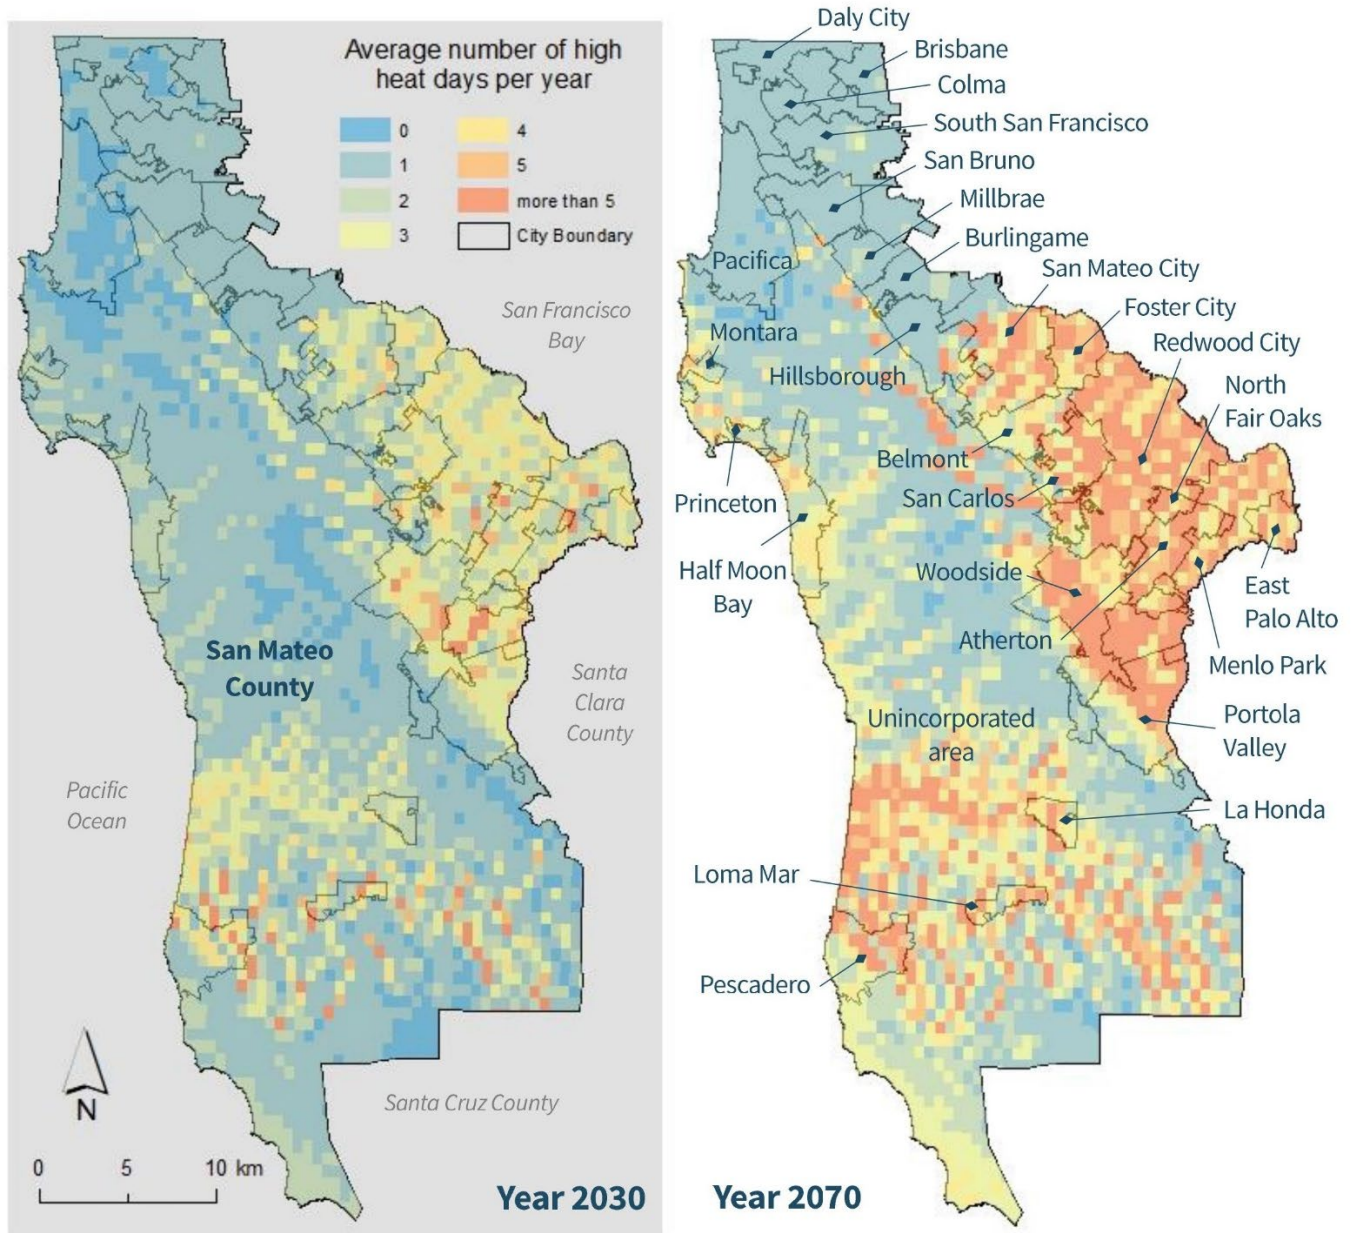 Average number of high
heat days per year
0
1
2
3
4
5
more than 5
City Boundary
San Francisco
Bay
San Mateo
County
Santa
Clara
County
Pacific
Ocean
Santa Cruz County
N
0 5 10 km
Year 2030
Daly City
Brisbane
Colma
South San Francisco
San Bruno
Millbrae
Burlingame
San Mateo City
Foster City
Redwood City
North
Fair Oaks
Pacifica
Montara
Hillsborough
Belmont
San Carlos
Princeton
Half Moon
Bay
Woodside
Atherton
East
Palo Alto
Menlo Park
Portola
Valley
Unincorporated
area
La Honda
Loma Mar
Pescadero
Year 2070